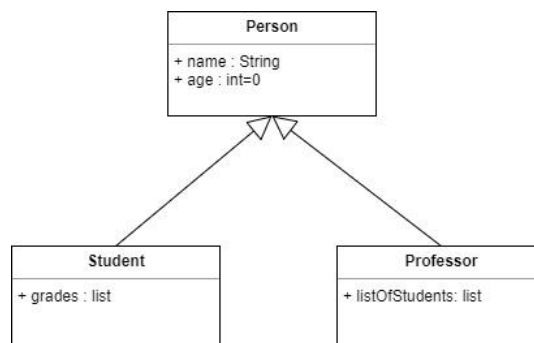 Person
+ name : String
+ age : int=0
Student
+ grades : list
Professor
+ listOfStudents: list